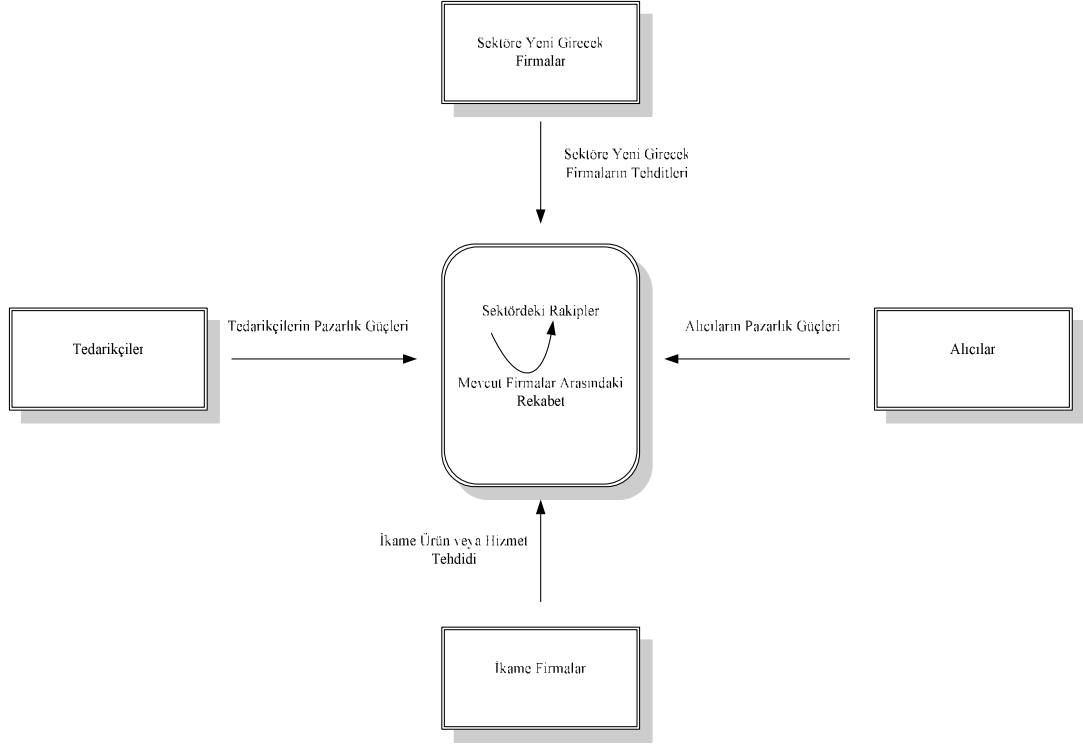 Sektöre Yeni Girecek
Firmalar
Sektöre Yeni Girecek
Firmaların Tehditleri
Tedarikçiler
Tedarikçilerin Pazarlık Güçleri
Sektördeki Rakipler
Mevcut Firmalar Arasındaki
Rekabet
Alıcıların Pazarlık Güçleri
Alıcılar
İkame Ürün veya Hizmet
Tehdidi
İkame Firmalar